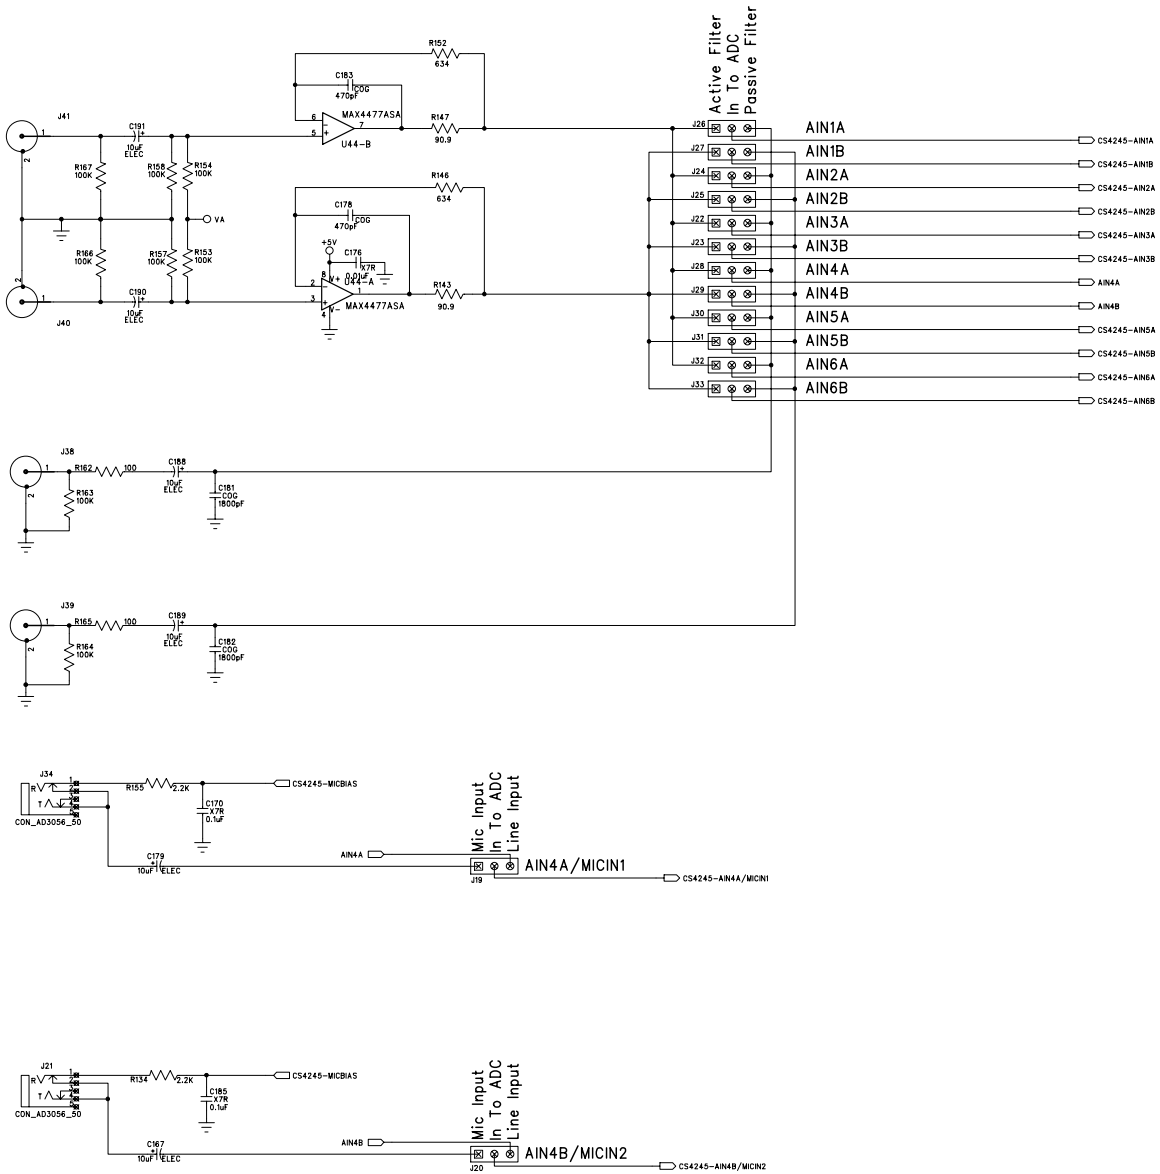 Active Filter
In To ADC
Passive Filter
R152
634
C183
COG
470pF
MAX4477ASA
6
7
5
U44-B
R147
90.9
J41
1
2
C191
+
10uF
ELEC
R167
100K
R158
100K
R154
100K
VA
R166
100K
R157
100K
R153
100K
2
1
J40
C190
+
10uF
ELEC
R146
634
C178
COG
470pF
+5V
C176
X7R
0.01uF
U44-A
8
V+
2
1
3
4
V-
MAX4477ASA
R143
90.9
J26
AIN1A
CS4245-AIN1A
J27
AIN1B
CS4245-AIN1B
J24
AIN2A
CS4245-AIN2A
J25
AIN2B
CS4245-AIN2B
J22
AIN3A
CS4245-AIN3A
J23
AIN3B
CS4245-AIN3B
J28
AIN4A
AIN4A
J29
AIN4B
AIN4B
J30
AIN5A
CS4245-AIN5A
J31
AIN5B
CS4245-AIN5B
J32
AIN6A
CS4245-AIN6A
J33
AIN6B
CS4245-AIN6B
J38
1
2
R162
100
C188
+
10uF
ELEC
R163
100K
C181
COG
1800pF
J39
1
2
R165
100
C189
+
10uF
ELEC
R164
100K
C182
COG
1800pF
J34
R
T
1
CON_AD3056_50
R155
2.2K
CS4245-MICBIAS
C170
X7R
0.1uF
C179
+
10uF
ELEC
AIN4A
Mic Input
In To ADC
Line Input
AIN4A/MICIN1
J19
CS4245-AIN4A/MICIN1
J21
R
T
1
CON_AD3056_50
R134
2.2K
CS4245-MICBIAS
C185
X7R
0.1uF
C167
+
10uF
ELEC
AIN4B
Mic Input
In To ADC
Line Input
AIN4B/MICIN2
J20
CS4245-AIN4B/MICIN2